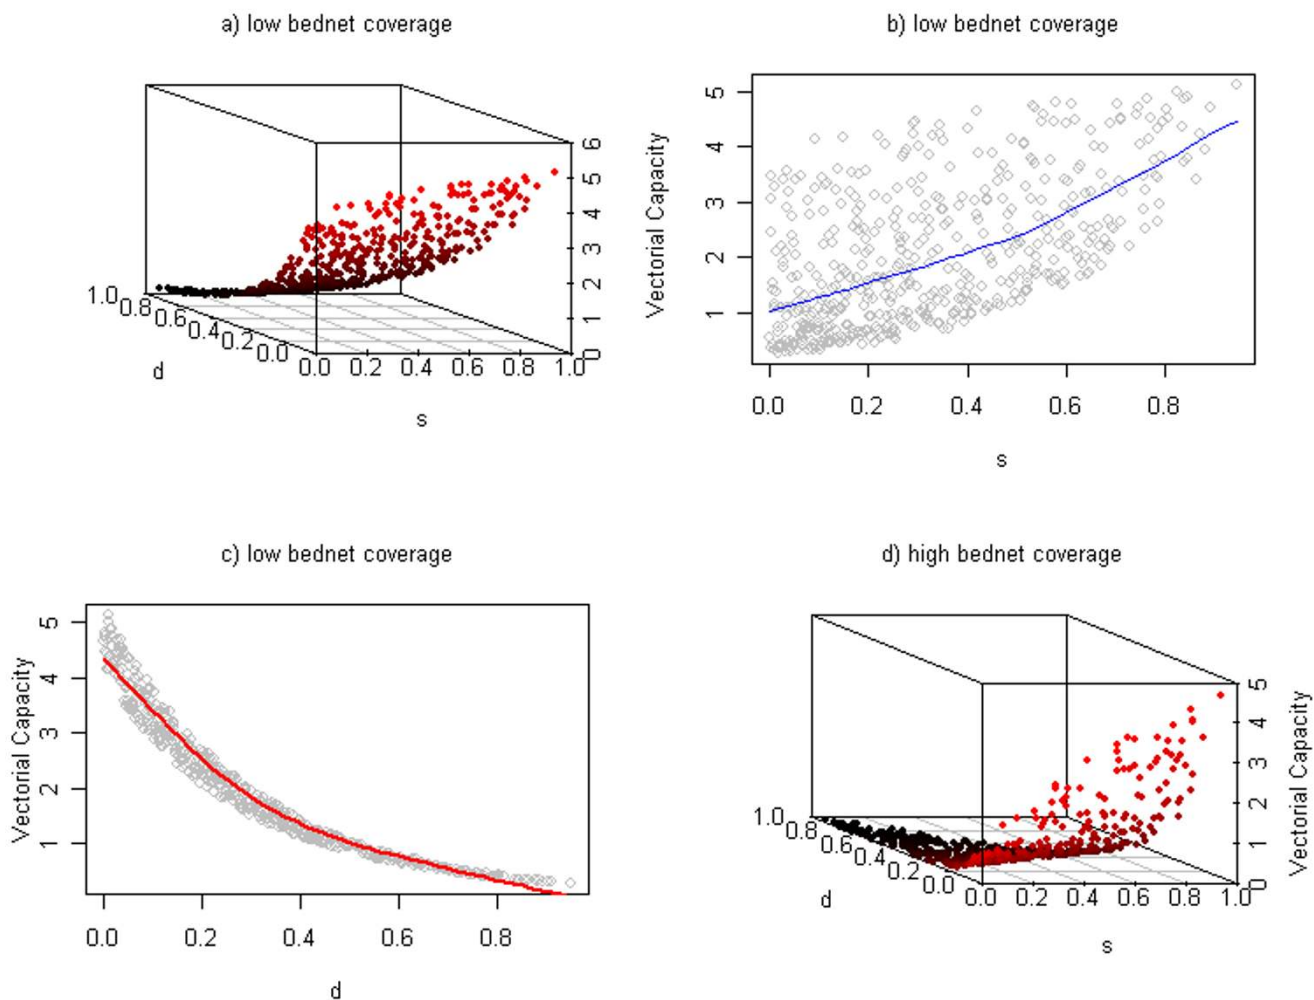 a) low bednet coverage
b) low bednet coverage
6
5
4
3
2
1
0
Vectorial Capacity
1.0
0.8
0.6
0.4
0.2
0.0
d
0.0 0.2 0.4 0.6 0.8 1.0
s
5
4
3
2
1
0.0 0.2 0.4 0.6 0.8
s
c) low bednet coverage
d) high bednet coverage
Vectorial Capacity
5
4
3
2
1
0.0 0.2 0.4 0.6 0.8
d
5
4
3
2
1
0
Vectorial Capacity
1.0
0.8
0.6
0.4
0.2
0.0
d
0.0 0.2 0.4 0.6 0.8 1.0
s